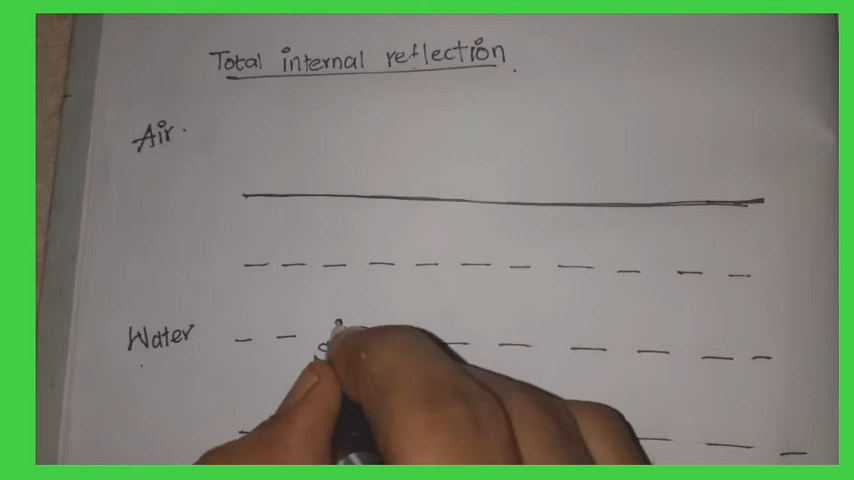 Total internal reflection.
Air.
Water